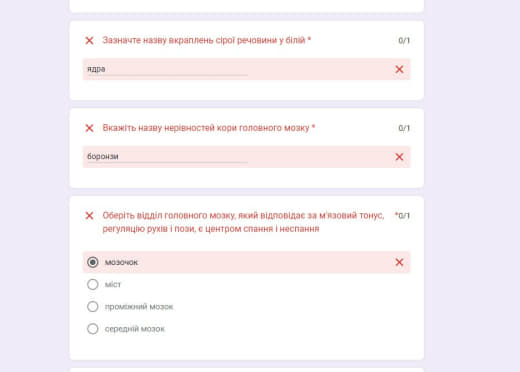 Зазначте назву вкраплень сірої речовини у білій * 0/1
ядра
Вкажіть назву нерівностей кори головного мозку * 0/1
боронзи
Оберіть відділ головного мозку, який відповідає за м'язовий тонус, *0/1
регуляцію рухів і пози, є центром спання і неспання
мозочок
міст
проміжний мозок
середній мозок